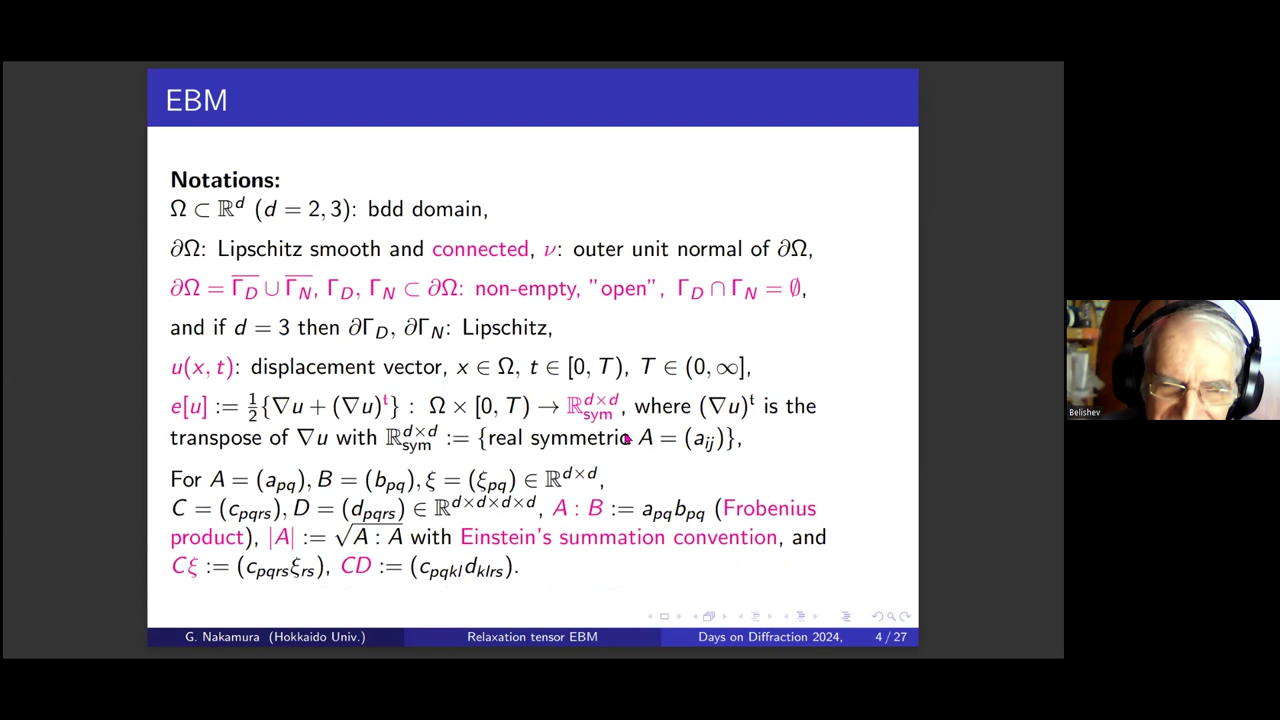 EBM
Notations:
Ω ⊂ ℝᵈ (d = 2, 3): bdd domain,
∂Ω: Lipschitz smooth and connected, ν: outer unit normal of ∂Ω,
∂Ω = \overline{Γ_D} ∪ \overline{Γ_N}, Γ_D, Γ_N ⊂ ∂Ω: non-empty, "open", Γ_D ∩ Γ_N = ∅,
and if d = 3 then ∂Γ_D, ∂Γ_N: Lipschitz,
u(x, t): displacement vector, x ∈ Ω, t ∈ [0, T), T ∈ (0, ∞],
e[u] := ½{∇u + (∇u)ᵗ} : Ω × [0, T) → ℝ^{d×d}_{sym}, where (∇u)ᵗ is the
transpose of ∇u with ℝ^{d×d}_{sym} := {real symmetric A = (a_{ij})},
For A = (a_{pq}), B = (b_{pq}), ξ = (ξ_{pq}) ∈ ℝ^{d×d},
C = (c_{pqrs}), D = (d_{pqrs}) ∈ ℝ^{d×d×d×d}, A : B := a_{pq}b_{pq} (Frobenius
product), |A| := √(A : A) with Einstein's summation convention, and
Cξ := (c_{pqrs}ξ_{rs}), CD := (c_{pqkl}d_{klrs}).
G. Nakamura (Hokkaido Univ.) Relaxation tensor EBM Days on Diffraction 2024, 4 / 27
Belishev